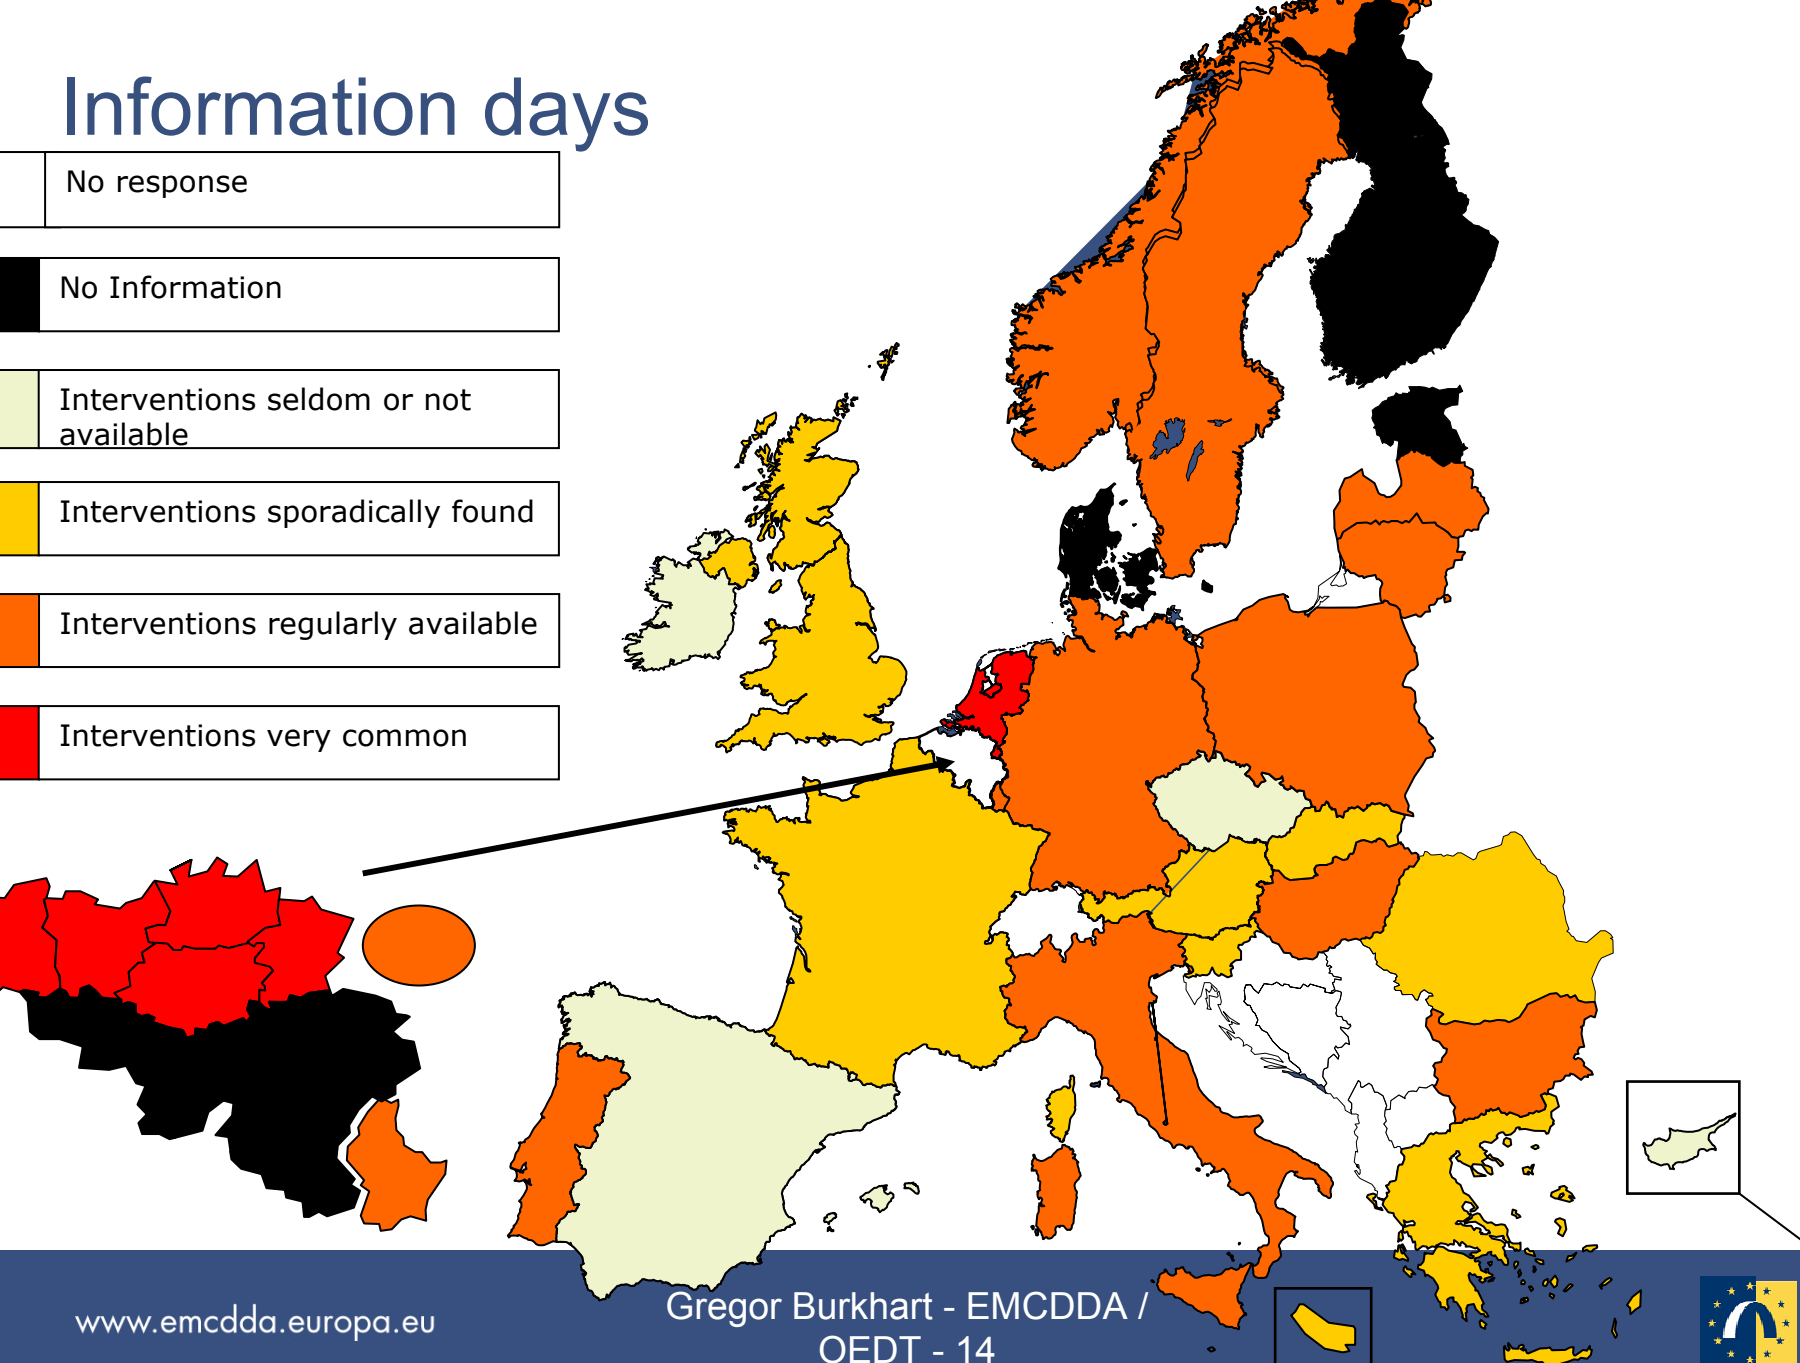 Information days
No response
No Information
Interventions seldom or not
available
Interventions sporadically found
Interventions regularly available
Interventions very common
www.emcdda.europa.eu
Gregor Burkhart - EMCDDA /
OEDT - 14